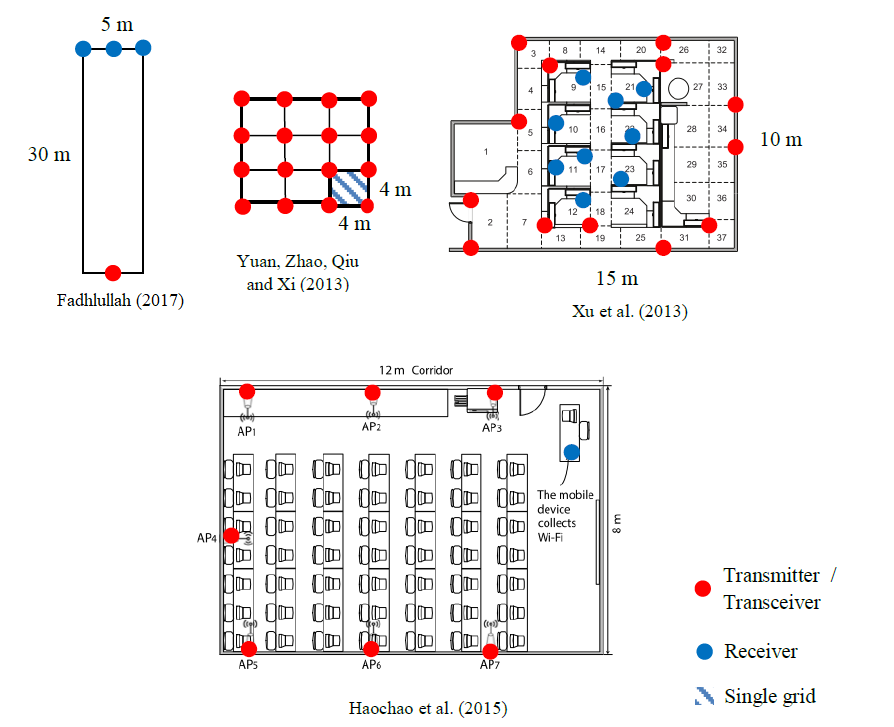 5 m
30 m
Fadhlullah (2017)
4 m
4 m
Yuan, Zhao, Qiu
and Xi (2013)
3 8 14 20 26 32
4 9 15 21 27 33
5 10 16 22 28 34
1 6 11 17 23 29 35
2 7 12 18 24 30 36
13 19 25 31 37
10 m
15 m
Xu et al. (2013)
12 m Corridor
AP1
AP2
AP3
The mobile
device
collects
Wi-Fi
8 m
AP4
AP5
AP6
AP7
Haochao et al. (2015)
Transmitter /
Transceiver
Receiver
Single grid